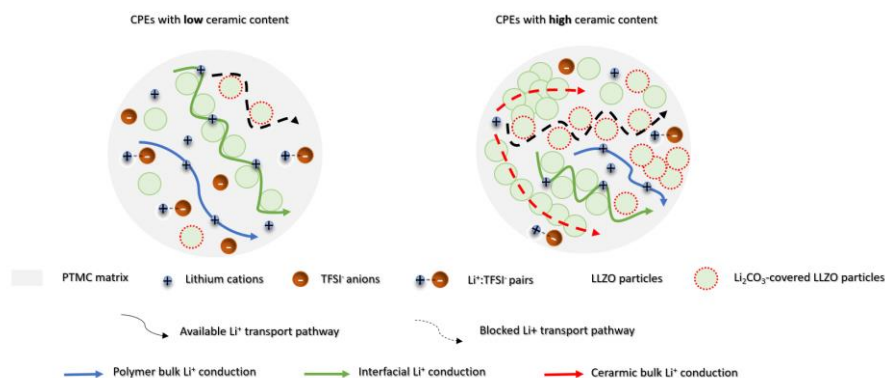 CPEs with low ceramic content
CPEs with high ceramic content
PTMC matrix
Lithium cations
TFSI⁻ anions
Li⁺:TFSI⁻ pairs
LLZO particles
Li₂CO₃-covered LLZO particles
Available Li⁺ transport pathway
Blocked Li+ transport pathway
Polymer bulk Li⁺ conduction
Interfacial Li⁺ conduction
Cerarmic bulk Li⁺ conduction